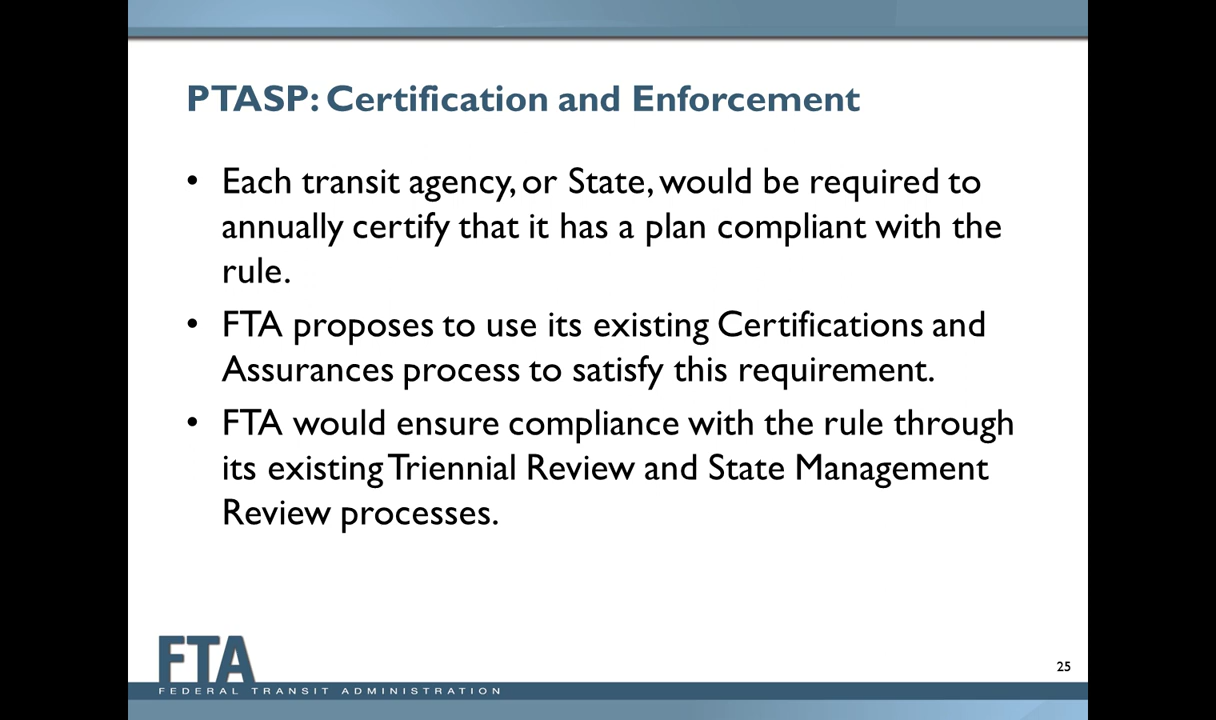 PTASP: Certification and Enforcement
• Each transit agency, or State, would be required to
annually certify that it has a plan compliant with the
rule.
• FTA proposes to use its existing Certifications and
Assurances process to satisfy this requirement.
• FTA would ensure compliance with the rule through
its existing Triennial Review and State Management
Review processes.
FTA
FEDERAL TRANSIT ADMINISTRATION
25